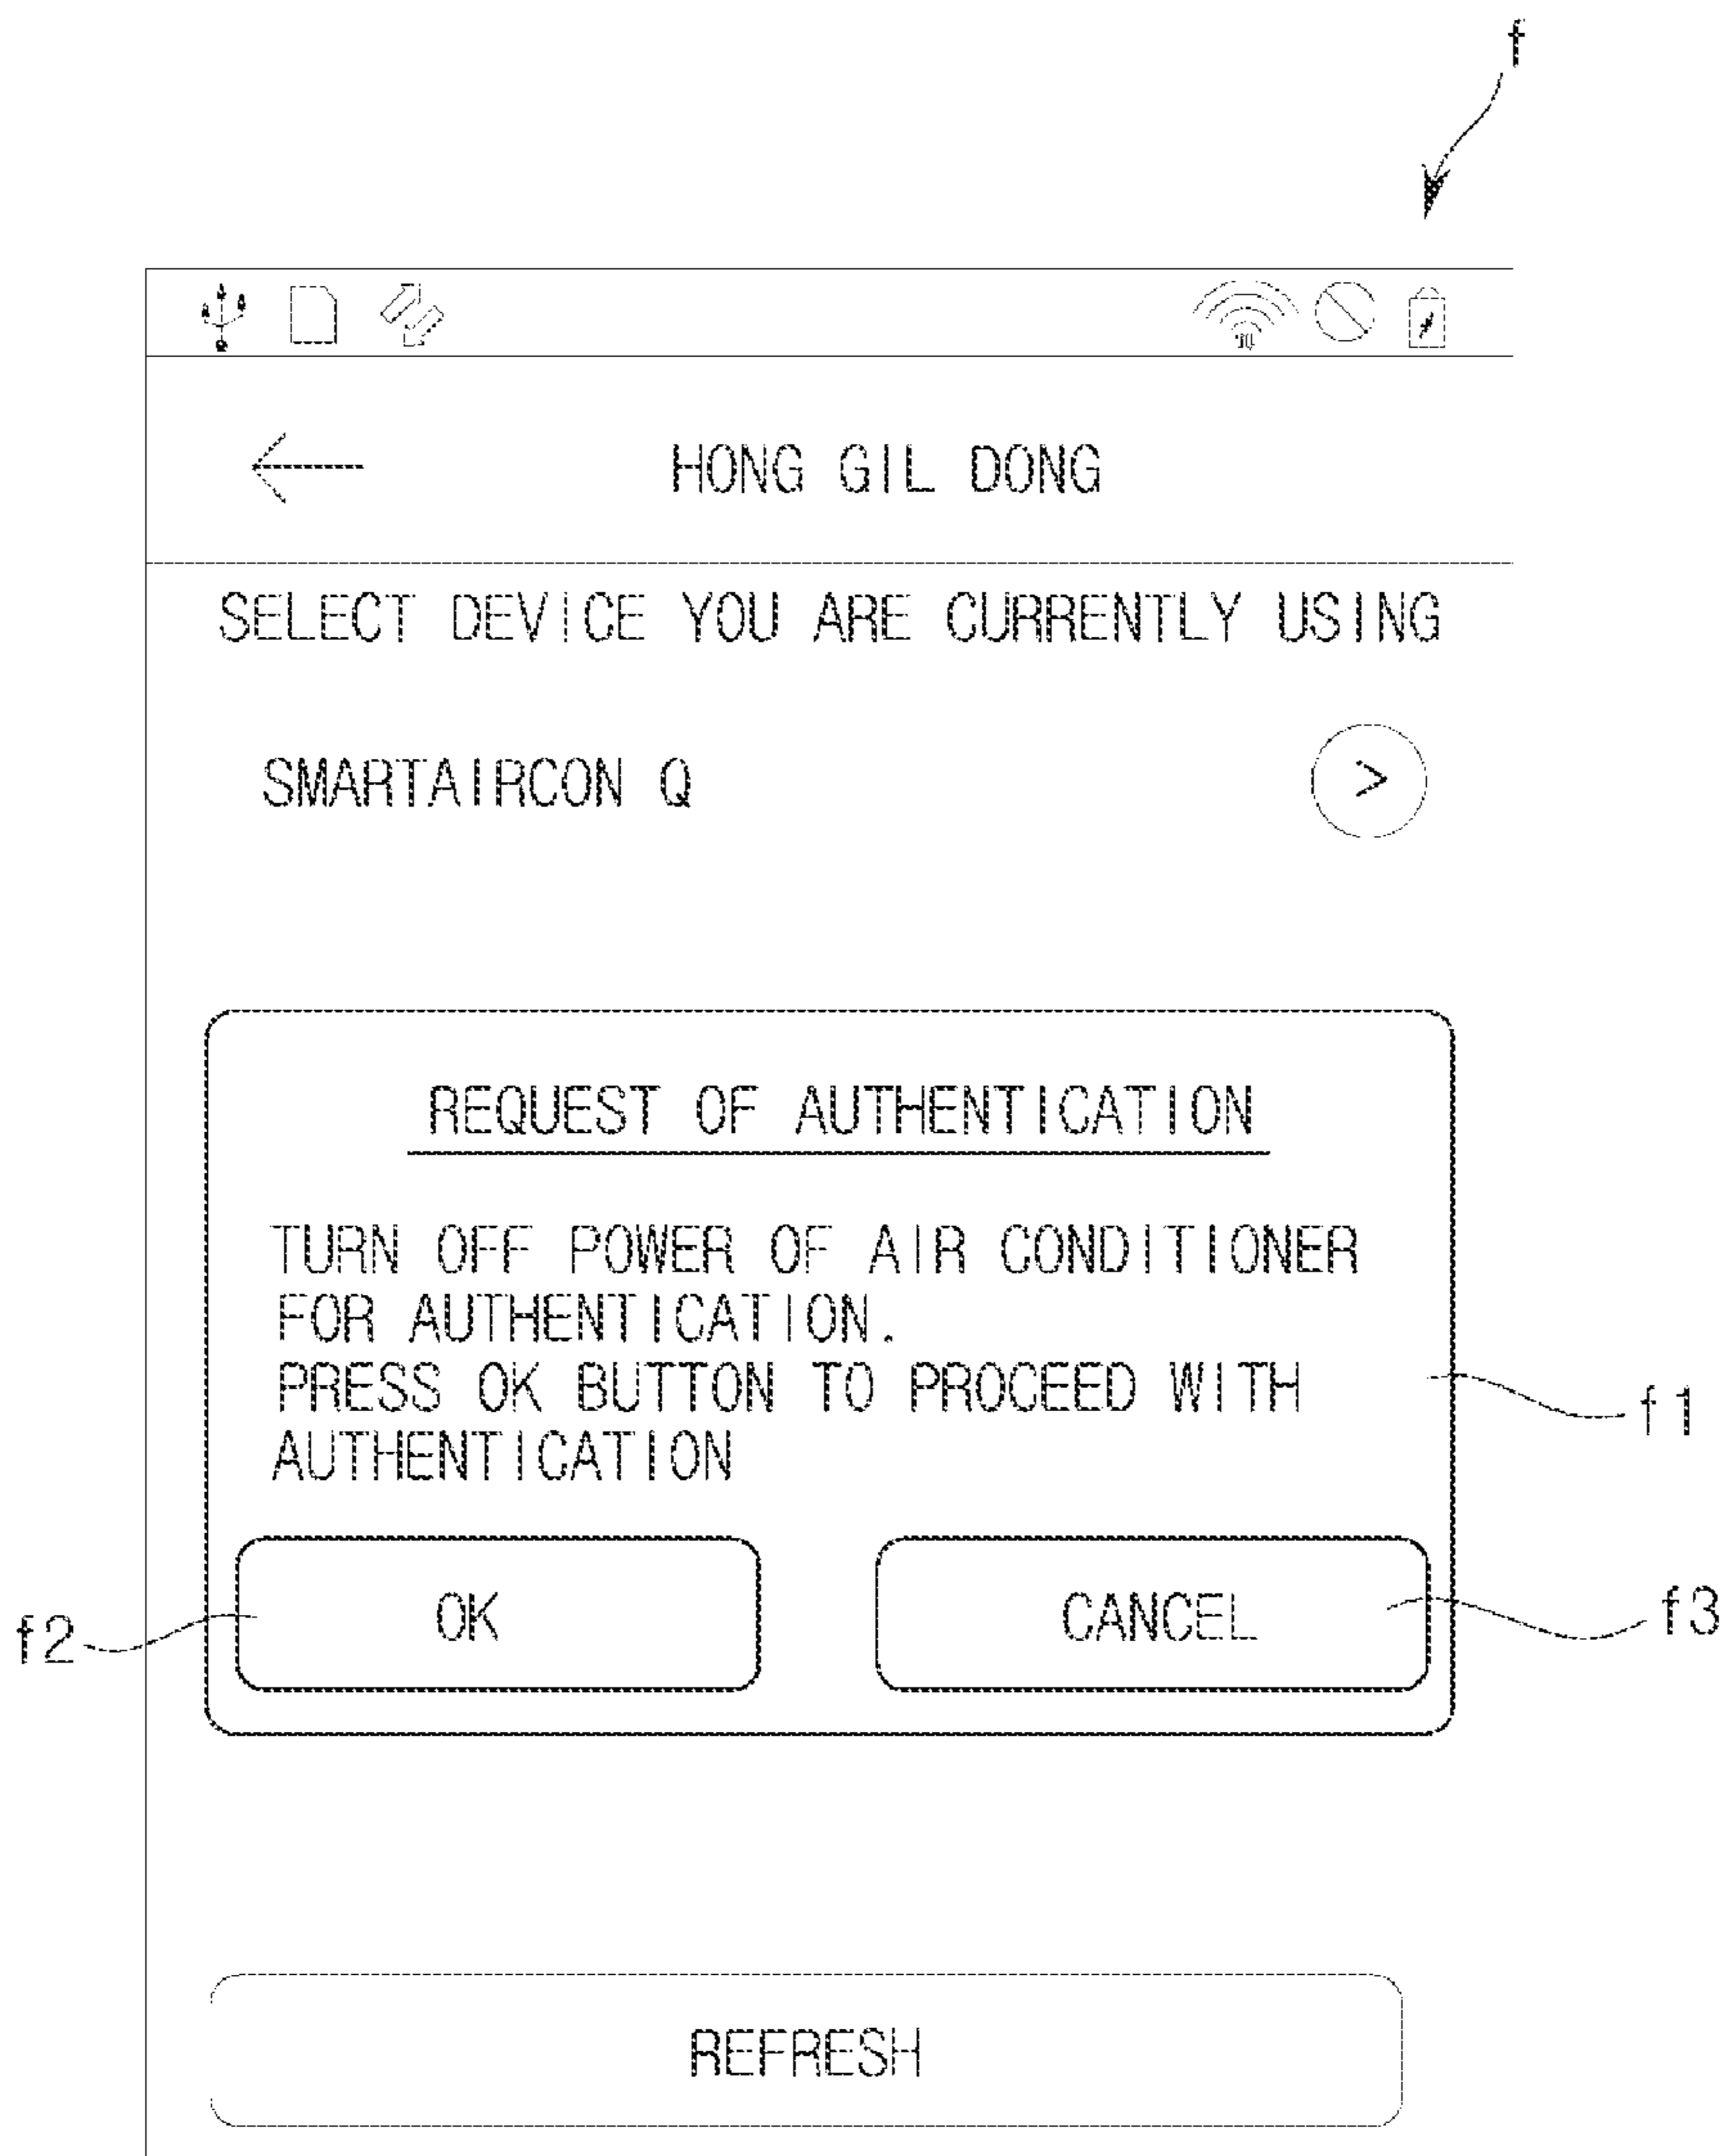 f
HONG GIL DONG
SELECT DEVICE YOU ARE CURRENTLY USING
SMARTAIRCON Q
>
REQUEST OF AUTHENTICATION
TURN OFF POWER OF AIR CONDITIONER
FOR AUTHENTICATION.
PRESS OK BUTTON TO PROCEED WITH
AUTHENTICATION
f1
OK
CANCEL
f2
f3
REFRESH